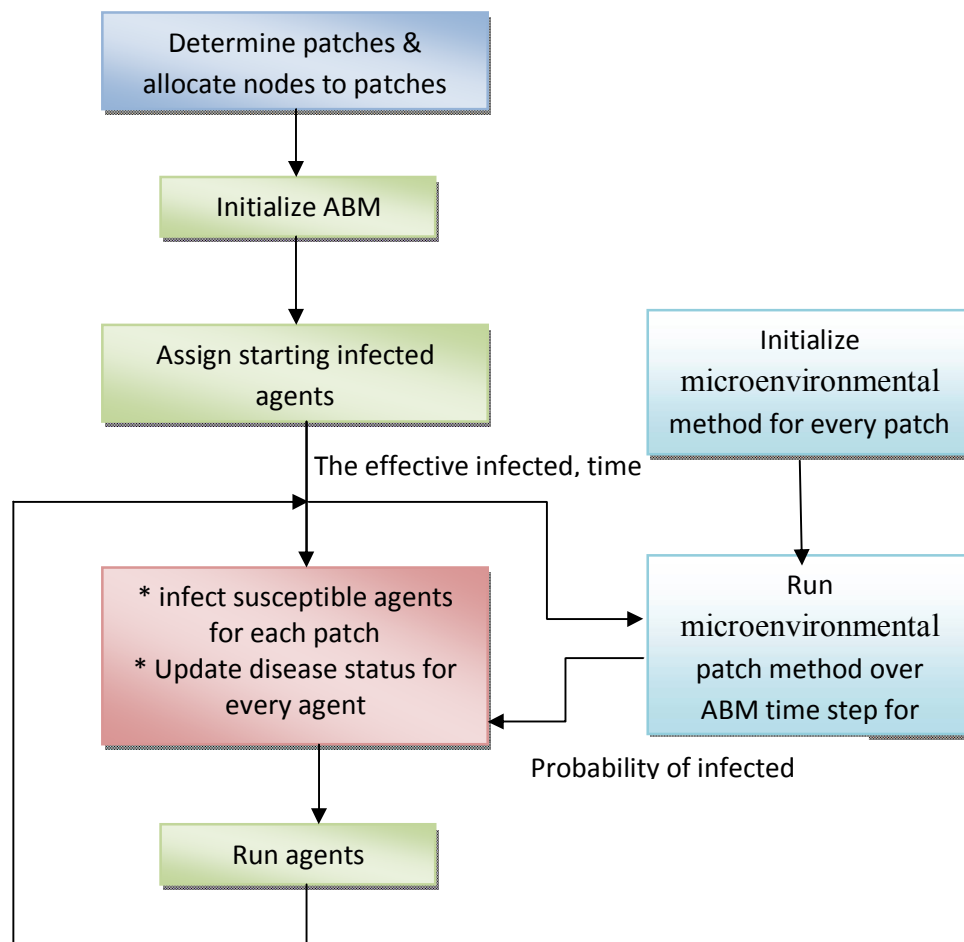 Determine patches &
allocate nodes to patches
Initialize ABM
Assign starting infected
agents
Initialize
microenvironmental
method for every patch
The effective infected, time
* infect susceptible agents
for each patch
* Update disease status for
every agent
Run
microenvironmental
patch method over
ABM time step for
Probability of infected
Run agents